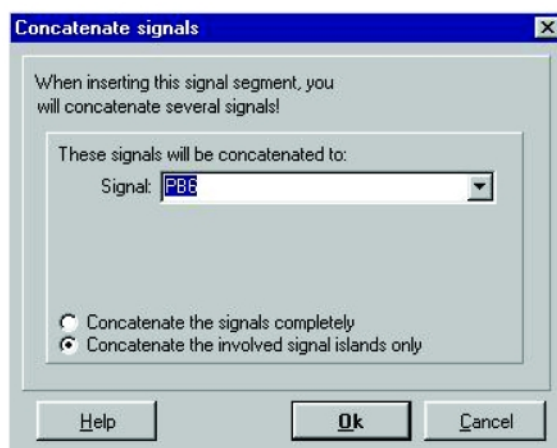 Concatenate signals
When inserting this signal segment, you
will concatenate several signals!
These signals will be concatenated to:
Signal: PB6
Concatenate the signals completely
Concatenate the involved signal islands only
Help Ok Cancel